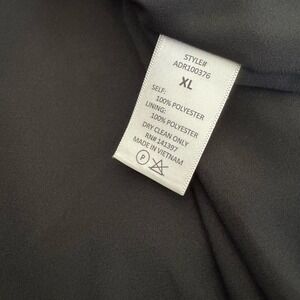 STYLE#
ADR100376
XL
SELF:
100% POLYESTER
LINING:
100% POLYESTER
DRY CLEAN ONLY
RN# 141397
MADE IN VIETNAM
P